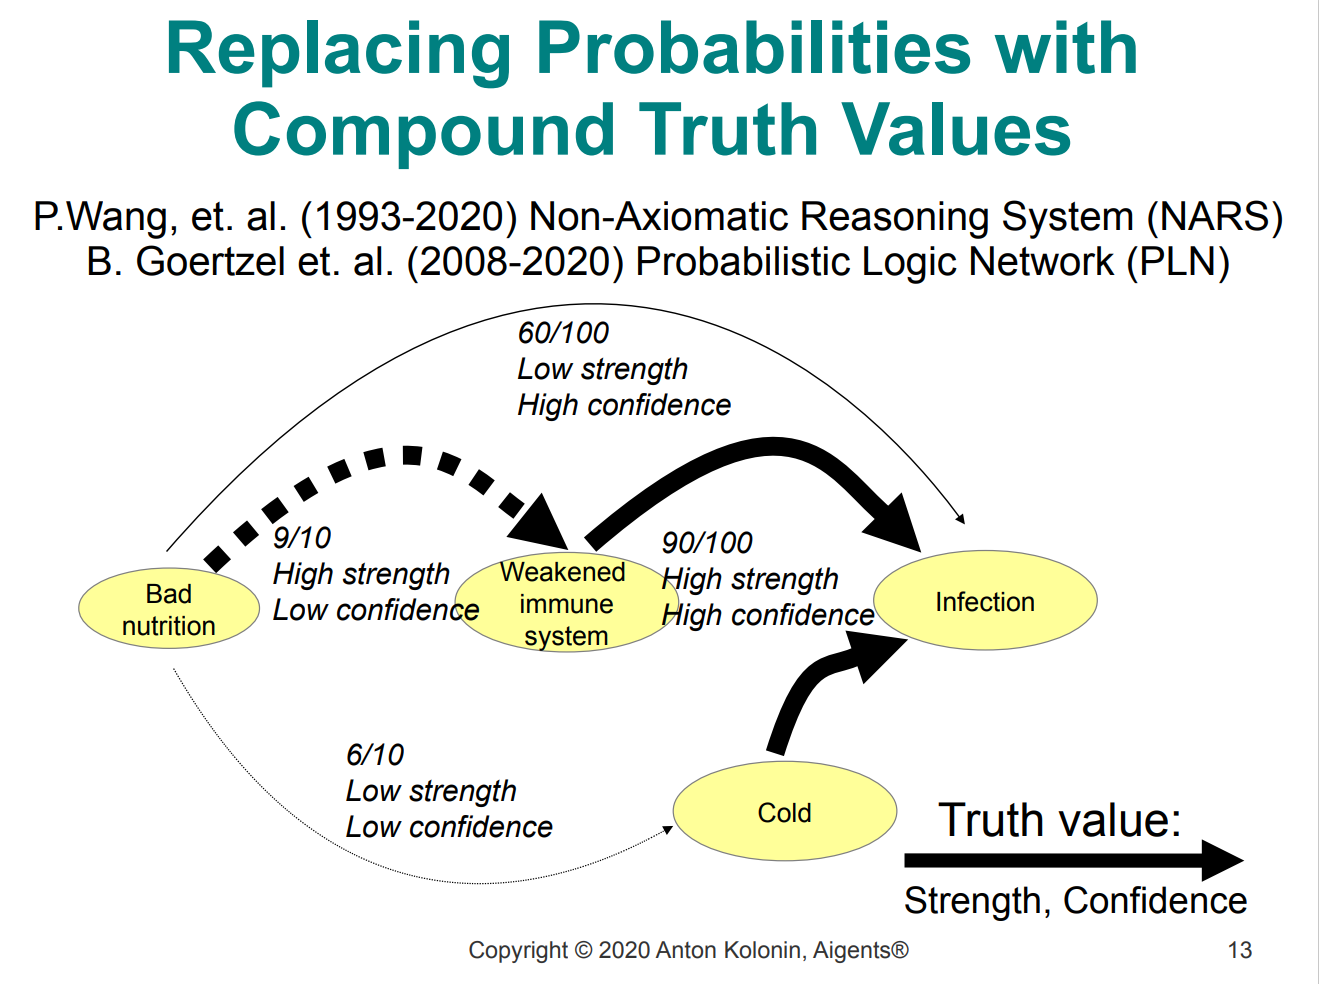 Replacing Probabilities with
Compound Truth Values
P.Wang, et. al. (1993-2020) Non-Axiomatic Reasoning System (NARS)
B. Goertzel et. al. (2008-2020) Probabilistic Logic Network (PLN)
60/100
Low strength
High confidence
9/10
High strength
Low confidence
90/100
High strength
High confidence
Bad
nutrition
Weakened
immune
system
Infection
6/10
Low strength
Low confidence
Cold
Truth value:
Strength, Confidence
Copyright © 2020 Anton Kolonin, Aigents®
13